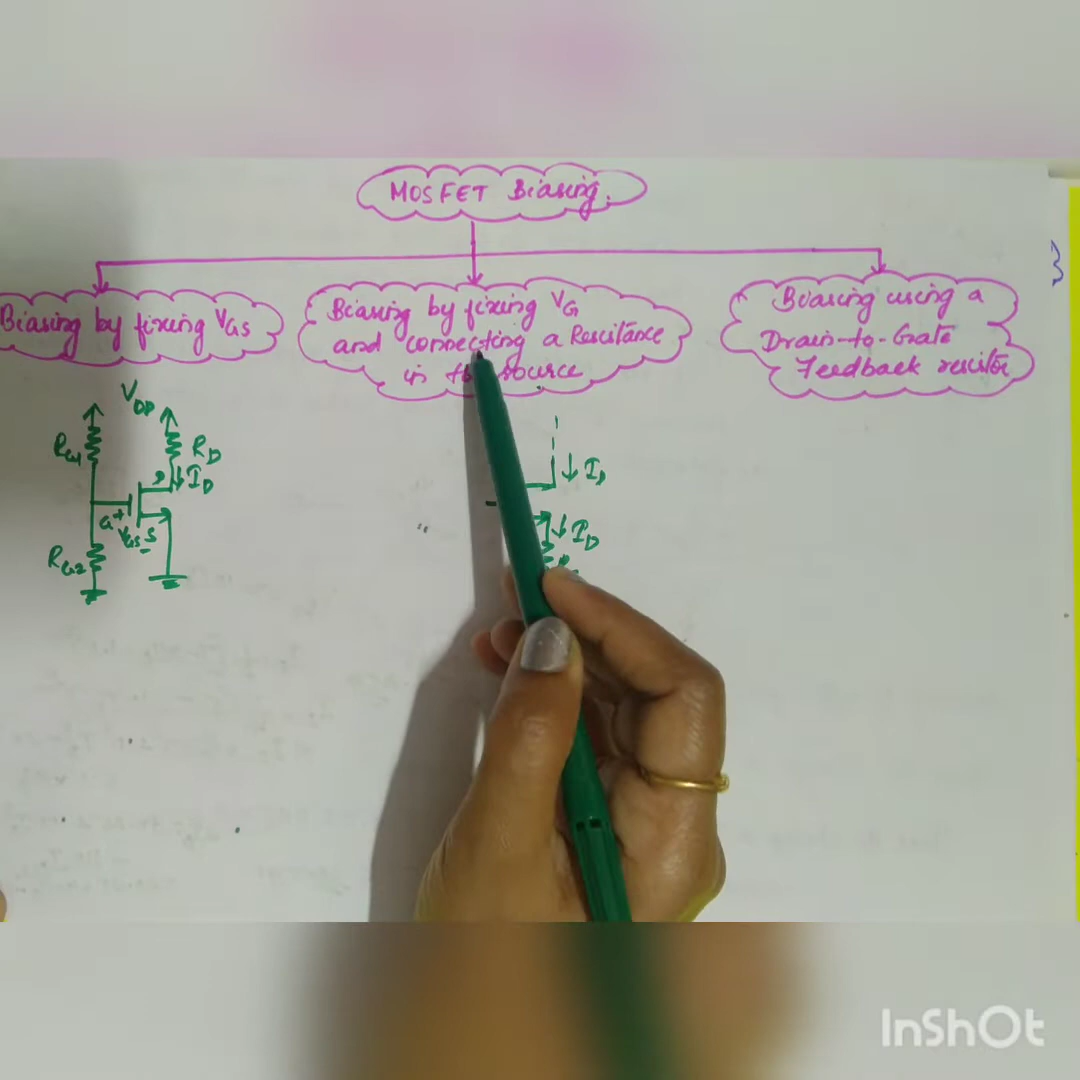 MOSFET Biasing.
Biasing by fixing VGS
Biasing by fixing VG
and connecting a Resistance
in source
Biasing using a
Drain-to-Gate
Feedback resistor
VDD
RG1
RD
ID
G+
VGS
S
RG2
ID
ID
InShOt